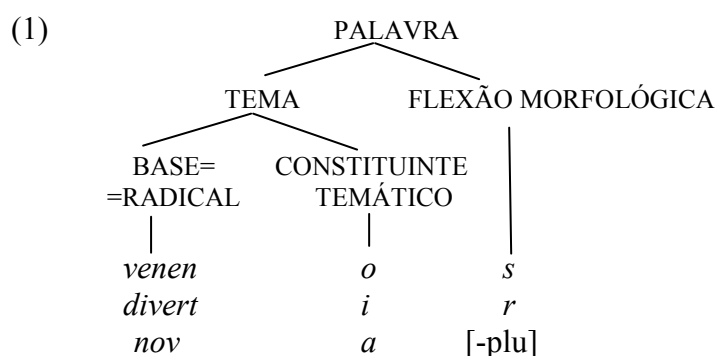 (1) PALAVRA
TEMA FLEXÃO MORFOLÓGICA
BASE= CONSTITUINTE
=RADICAL TEMÁTICO
venen o s
divert i r
nov a [-plu]